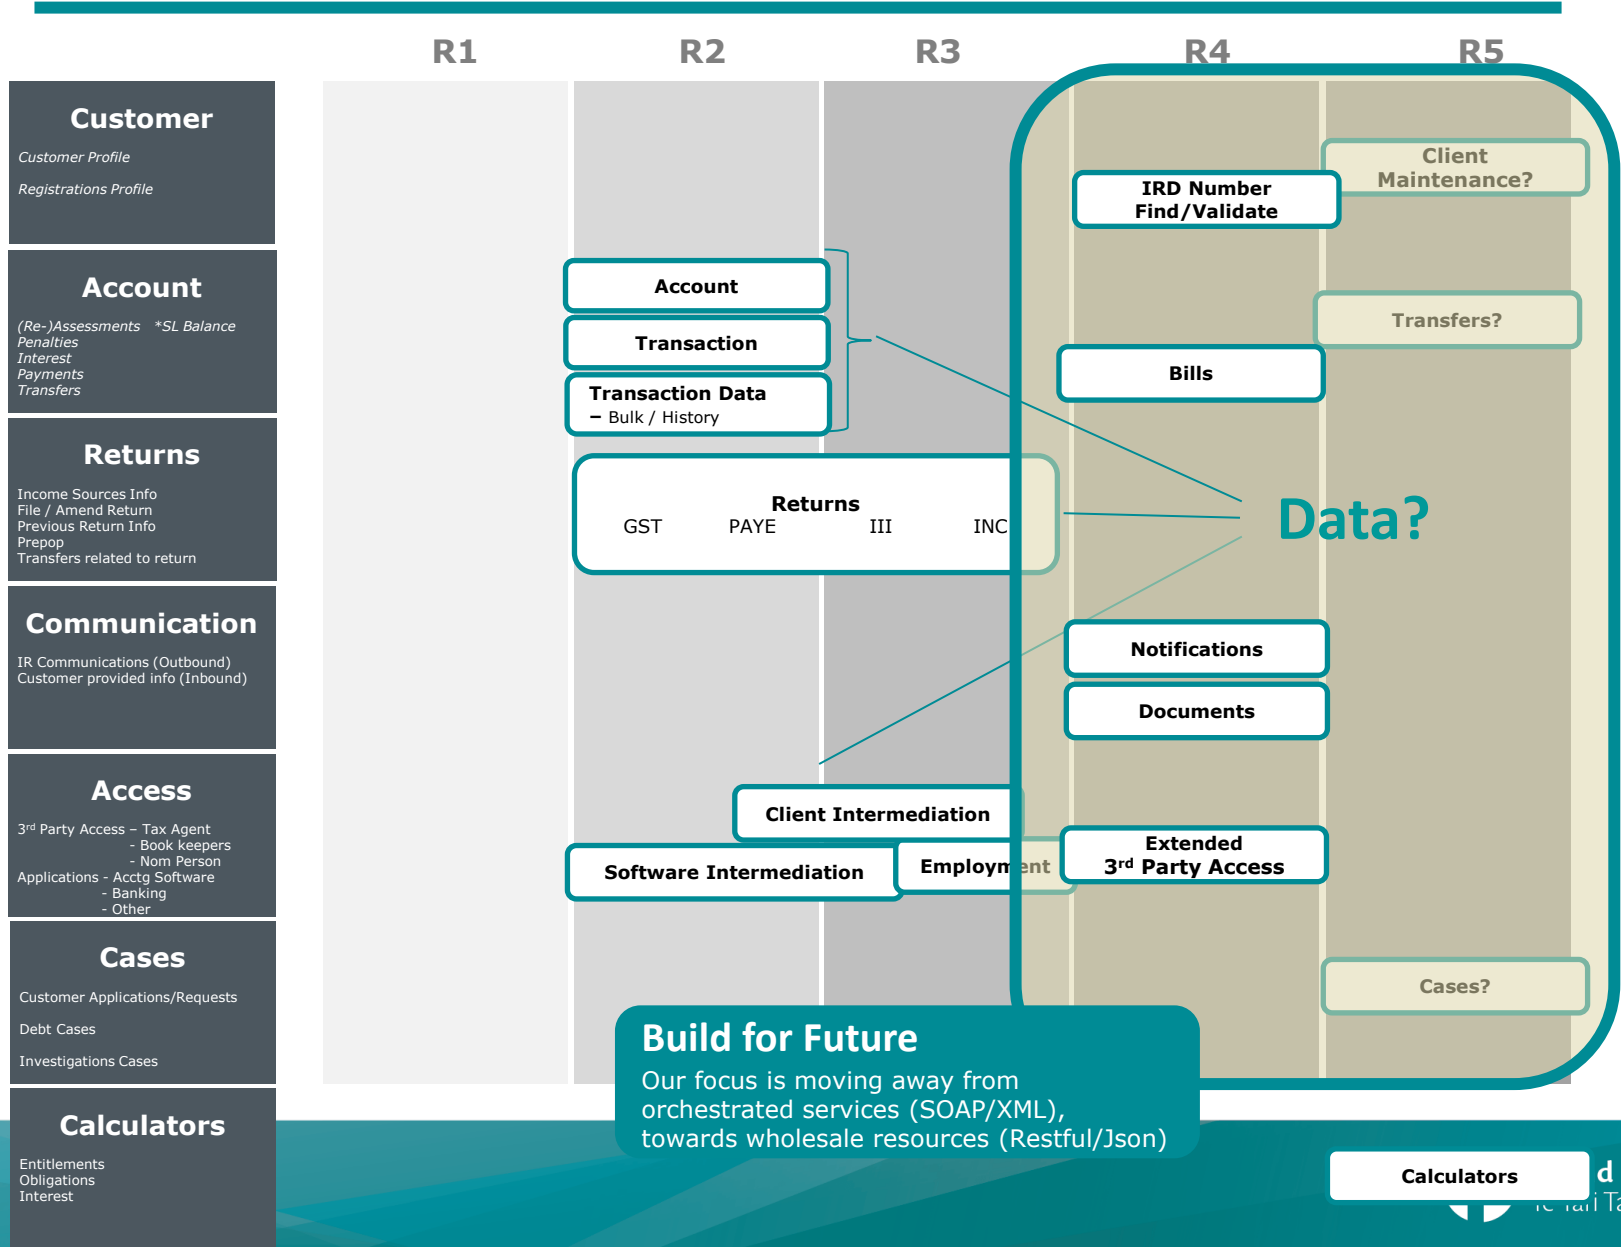 R1 R2 R3 R4 R5
Customer
Customer Profile
Registrations Profile
Client
Maintenance?
IRD Number
Find/Validate
Account
(Re-)Assessments *SL Balance
Penalties
Interest
Payments
Transfers
Account
Transaction
Transaction Data
– Bulk / History
Transfers?
Bills
Returns
Income Sources Info
File / Amend Return
Previous Return Info
Prepop
Transfers related to return
Returns
GST PAYE III INC
Data?
Communication
IR Communications (Outbound)
Customer provided info (Inbound)
Notifications
Documents
Access
3rd Party Access – Tax Agent
- Book keepers
- Nom Person
Applications - Acctg Software
- Banking
- Other
Client Intermediation
Software Intermediation
Employment
Extended
3rd Party Access
Cases
Customer Applications/Requests
Debt Cases
Investigations Cases
Cases?
Build for Future
Our focus is moving away from
orchestrated services (SOAP/XML),
towards wholesale resources (Restful/Json)
Calculators
Entitlements
Obligations
Interest
Calculators